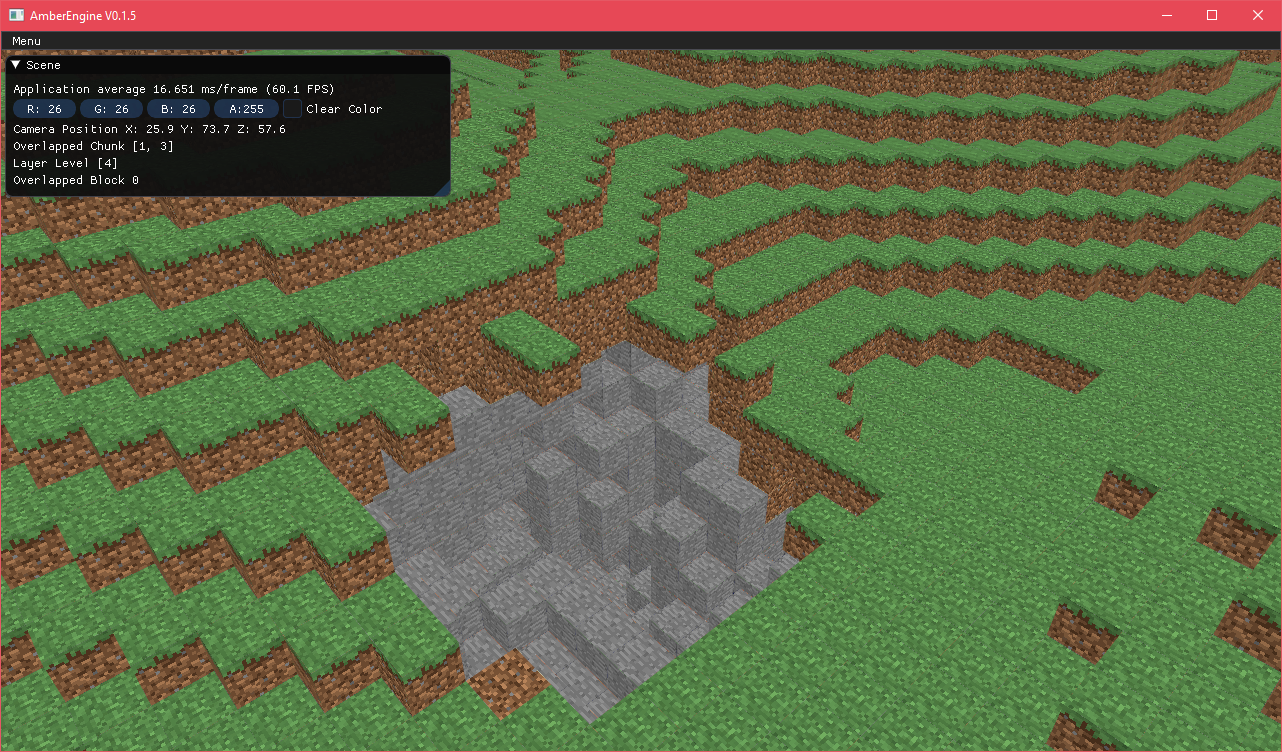 AmberEngine V0.1.5
Menu
Scene
Application average 16.651 ms/frame (60.1 FPS)
R: 26 G: 26 B: 26 A:255 Clear Color
Camera Position X: 25.9 Y: 73.7 Z: 57.6
Overlapped Chunk [1, 3]
Layer Level [4]
Overlapped Block 0